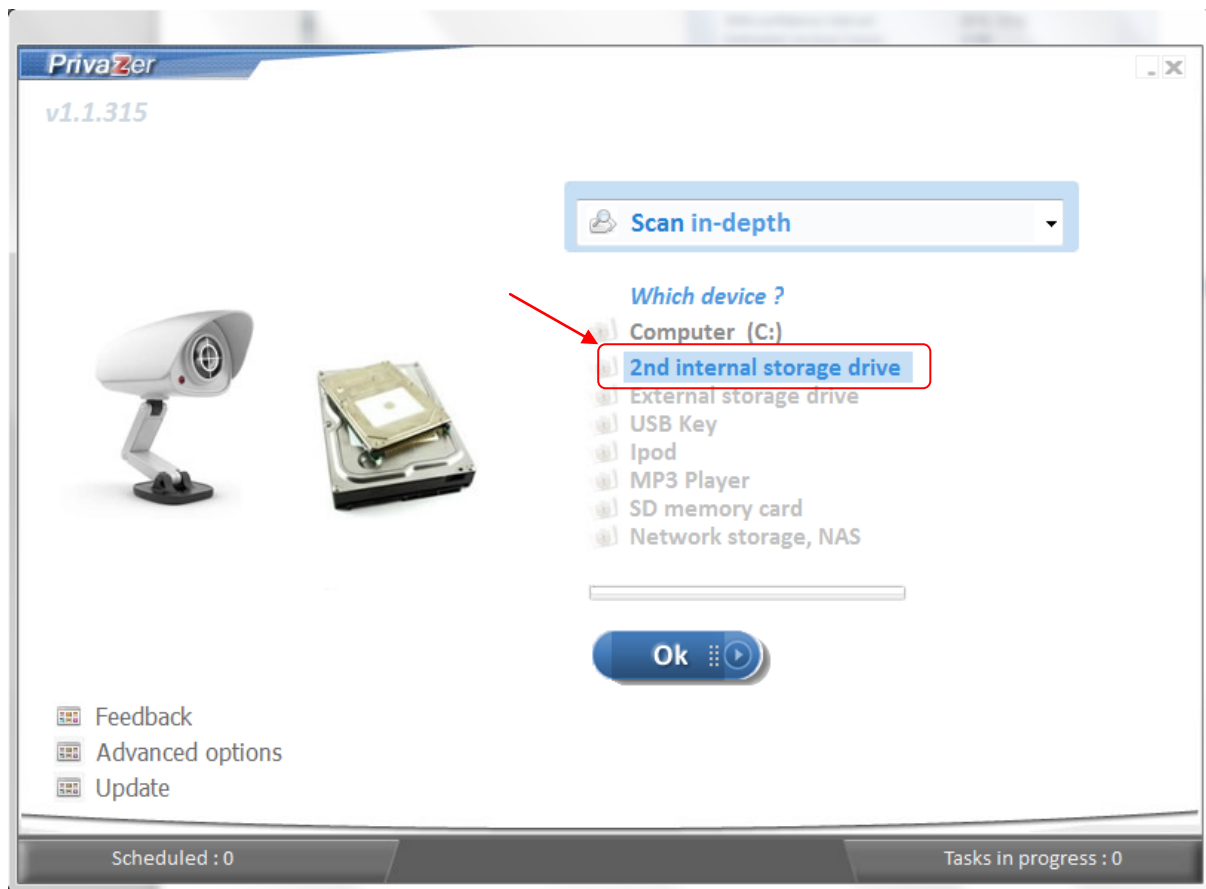 PrivaZer
v1.1.315
Scan in-depth
Which device ?
Computer (C:)
2nd internal storage drive
External storage drive
USB Key
Ipod
MP3 Player
SD memory card
Network storage, NAS
Ok
Feedback
Advanced options
Update
Scheduled : 0
Tasks in progress : 0